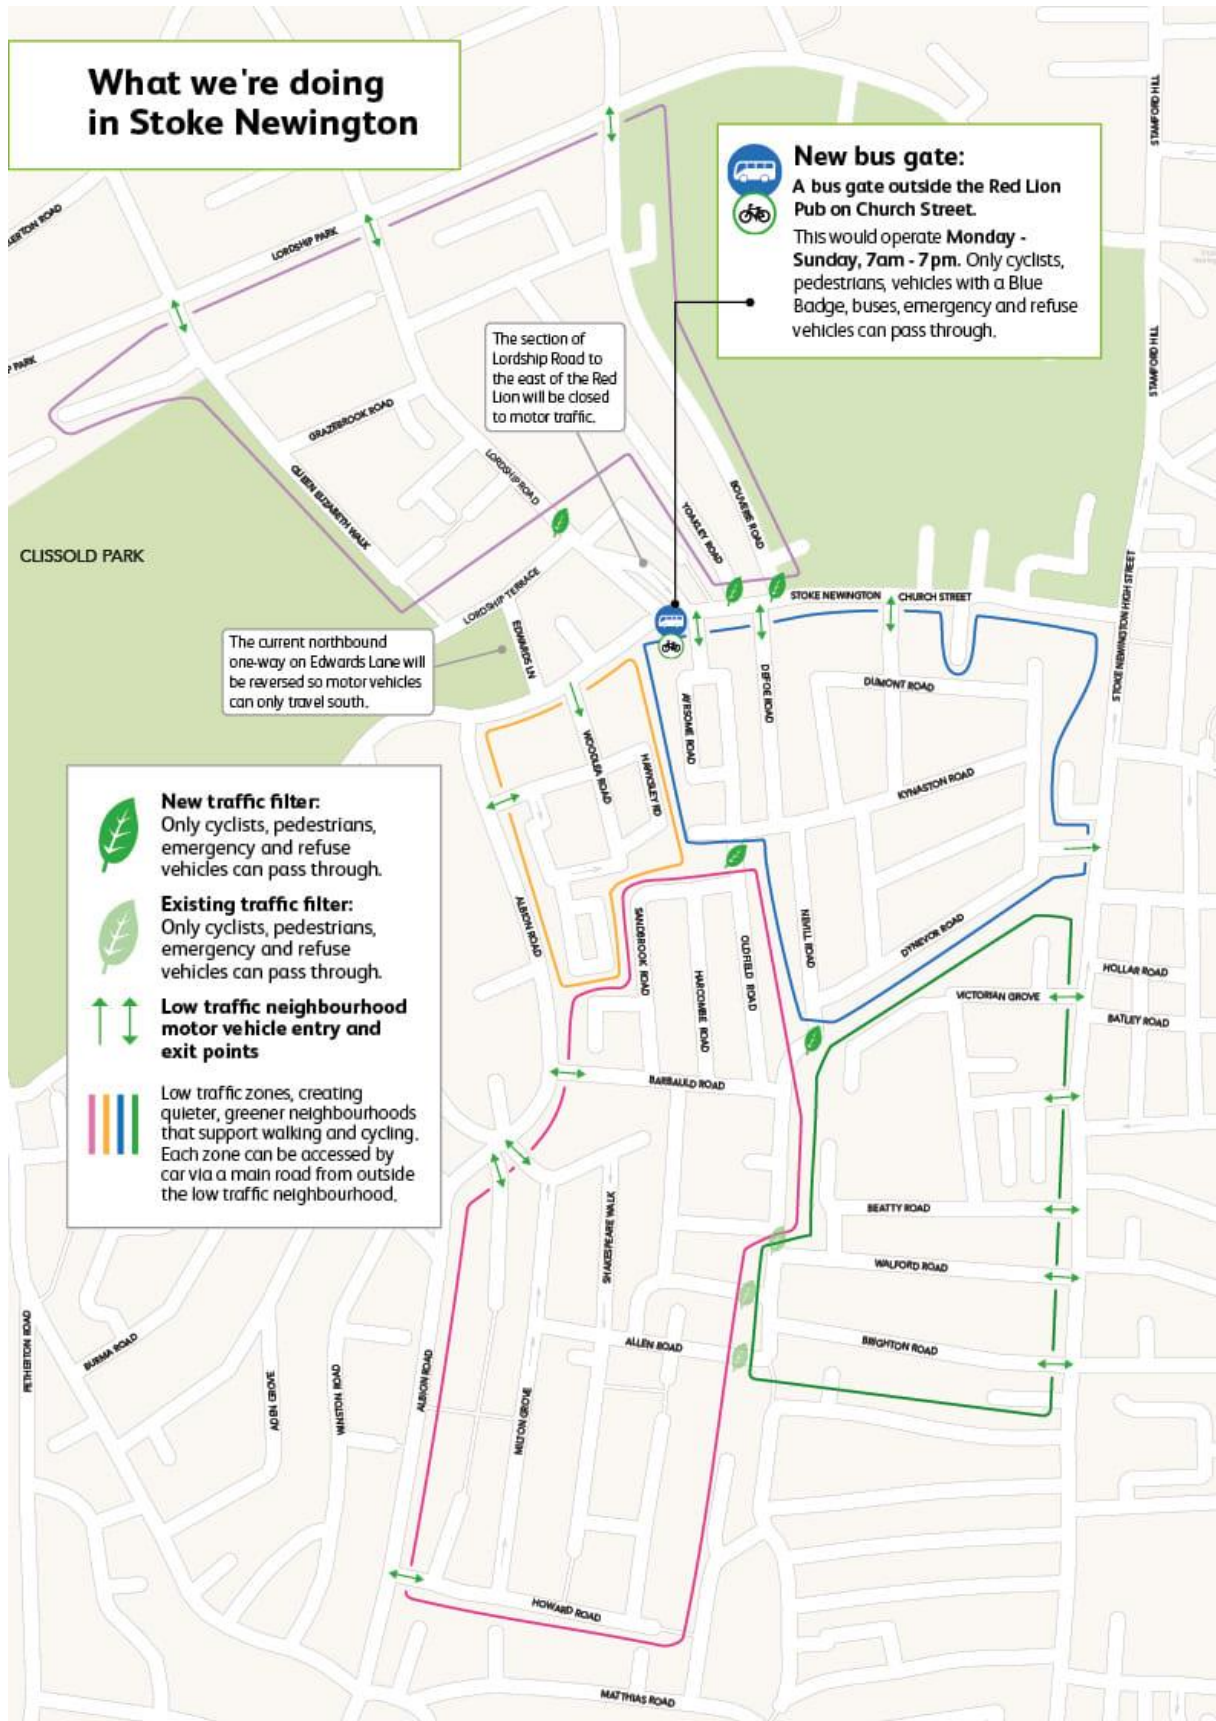 What we're doing
in Stoke Newington
New bus gate:
A bus gate outside the Red Lion
Pub on Church Street.
This would operate Monday -
Sunday, 7am - 7pm. Only cyclists,
pedestrians, vehicles with a Blue
Badge, buses, emergency and refuse
vehicles can pass through.
STAMFORD HILL
LORDSHIP PARK
PARK
The section of
Lordship Road to
the east of the Red
Lion will be closed
to motor traffic.
STAMFORD HILL
GRAZEBROOK ROAD
LORDSHIP ROAD
QUEEN ELIZABETH WALK
YOAKLEY ROAD
BOUVERIE ROAD
CLISSOLD PARK
LORDSHIP TERRACE
EDWARDS LN
STOKE NEWINGTON CHURCH STREET
STOKE NEWINGTON HIGH STREET
The current northbound
one-way on Edwards Lane will
be reversed so motor vehicles
can only travel south.
DUMONT ROAD
DEFOE ROAD
AYRSOME ROAD
WOODLEA ROAD
HAWKSLEY RD
KYNASTON ROAD
New traffic filter:
Only cyclists, pedestrians,
emergency and refuse
vehicles can pass through.
Existing traffic filter:
Only cyclists, pedestrians,
emergency and refuse
vehicles can pass through.
Low traffic neighbourhood
motor vehicle entry and
exit points
Low traffic zones, creating
quieter, greener neighbourhoods
that support walking and cycling.
Each zone can be accessed by
car via a main road from outside
the low traffic neighbourhood.
ALBION ROAD
SANDBROOK ROAD
HARCOMBE ROAD
OLDFIELD ROAD
NEVILL ROAD
DYNEVOR ROAD
HOLLAR ROAD
VICTORIAN GROVE
BATLEY ROAD
BARBAULD ROAD
SHAKESPEARE WALK
BEATTY ROAD
WALFORD ROAD
ALLEN ROAD
BRIGHTON ROAD
PETHERTON ROAD
BURMA ROAD
ADEN GROVE
WINSTON ROAD
ALBION ROAD
MILTON GROVE
HOWARD ROAD
MATTHIAS ROAD